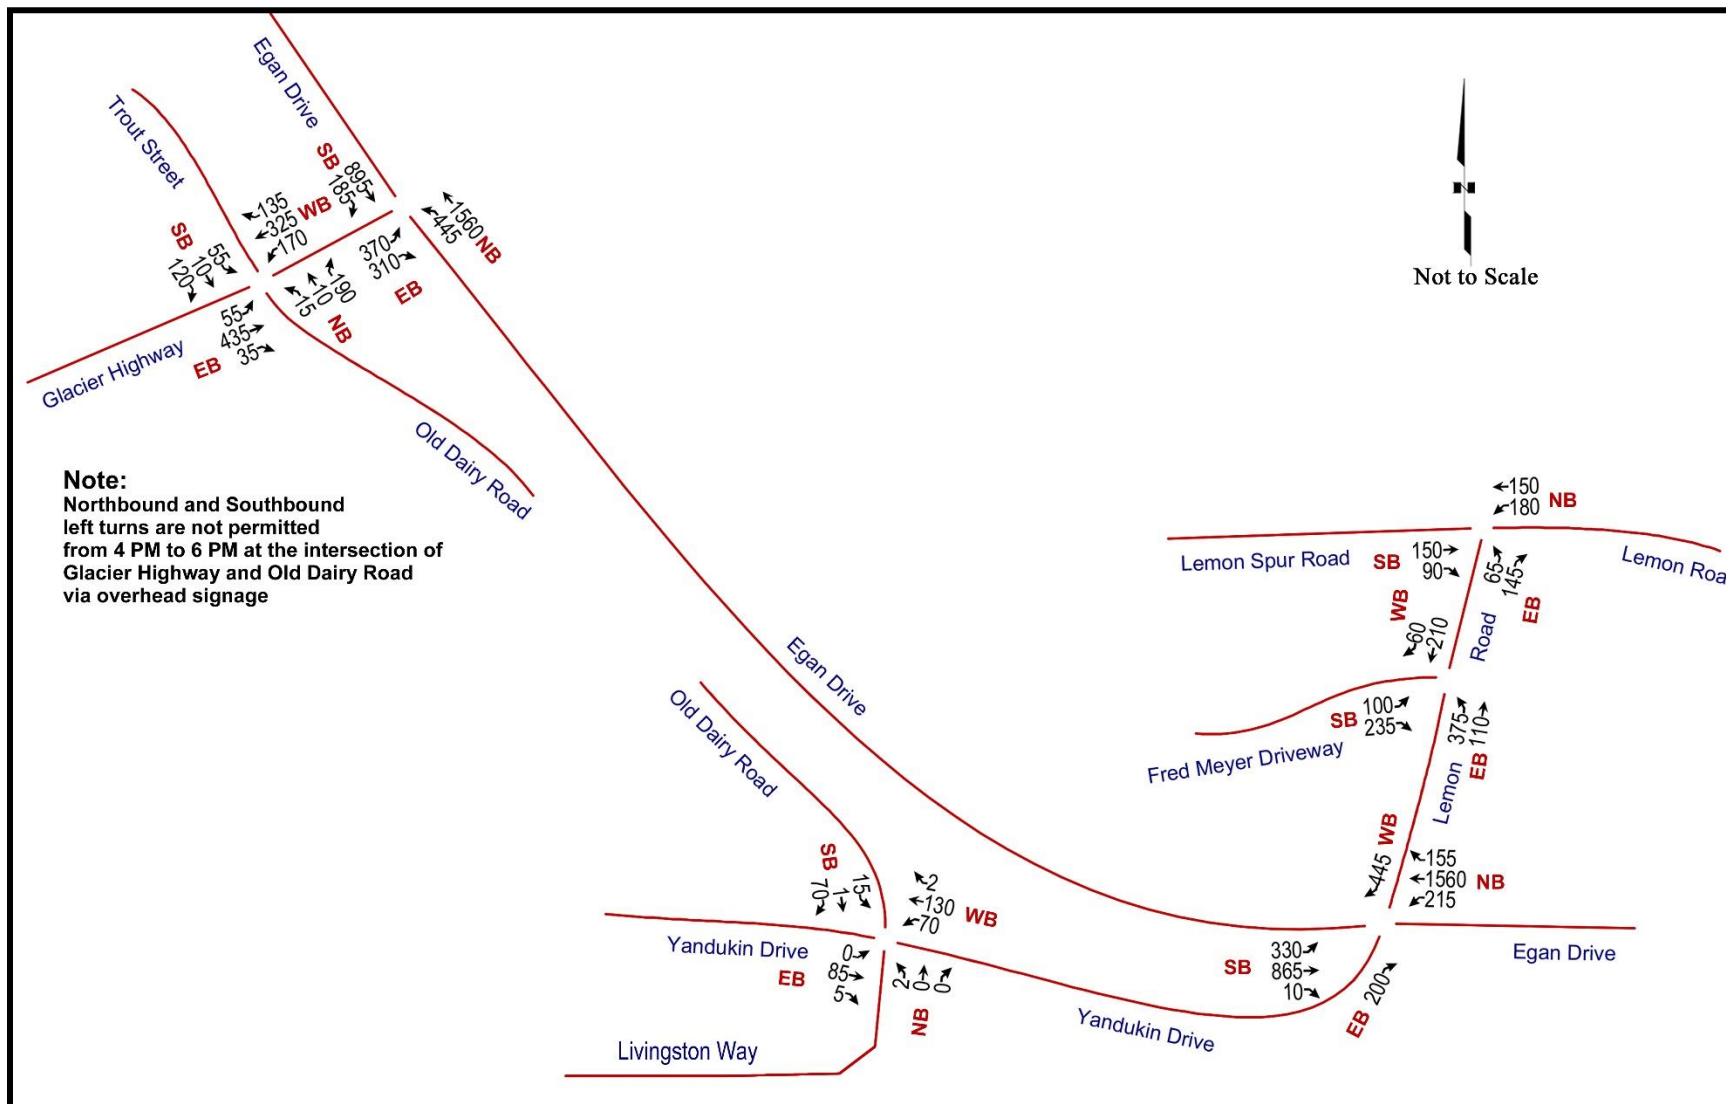 Egan Drive
Trout Street
SB
895
185
135
325
170
WB
1560
445
NB
SB
55
10
120
370
310
EB
190
10
15
NB
55
435
35
EB
Glacier Highway
Old Dairy Road
N
Not to Scale
Note:
Northbound and Southbound
left turns are not permitted
from 4 PM to 6 PM at the intersection of
Glacier Highway and Old Dairy Road
via overhead signage
150
180
NB
Lemon Spur Road
SB
150
90
65
145
EB
Lemon Roa
WB
60
210
Road
Egan Drive
Old Dairy Road
SB
100
235
Fred Meyer Driveway
375
110
EB
Lemon
WB
445
155
1560
215
NB
SB
70
1
15
2
130
70
WB
Yandukin Drive
EB
0
85
5
2
0
0
NB
SB
330
865
10
EB
200
Egan Drive
Yandukin Drive
Livingston Way